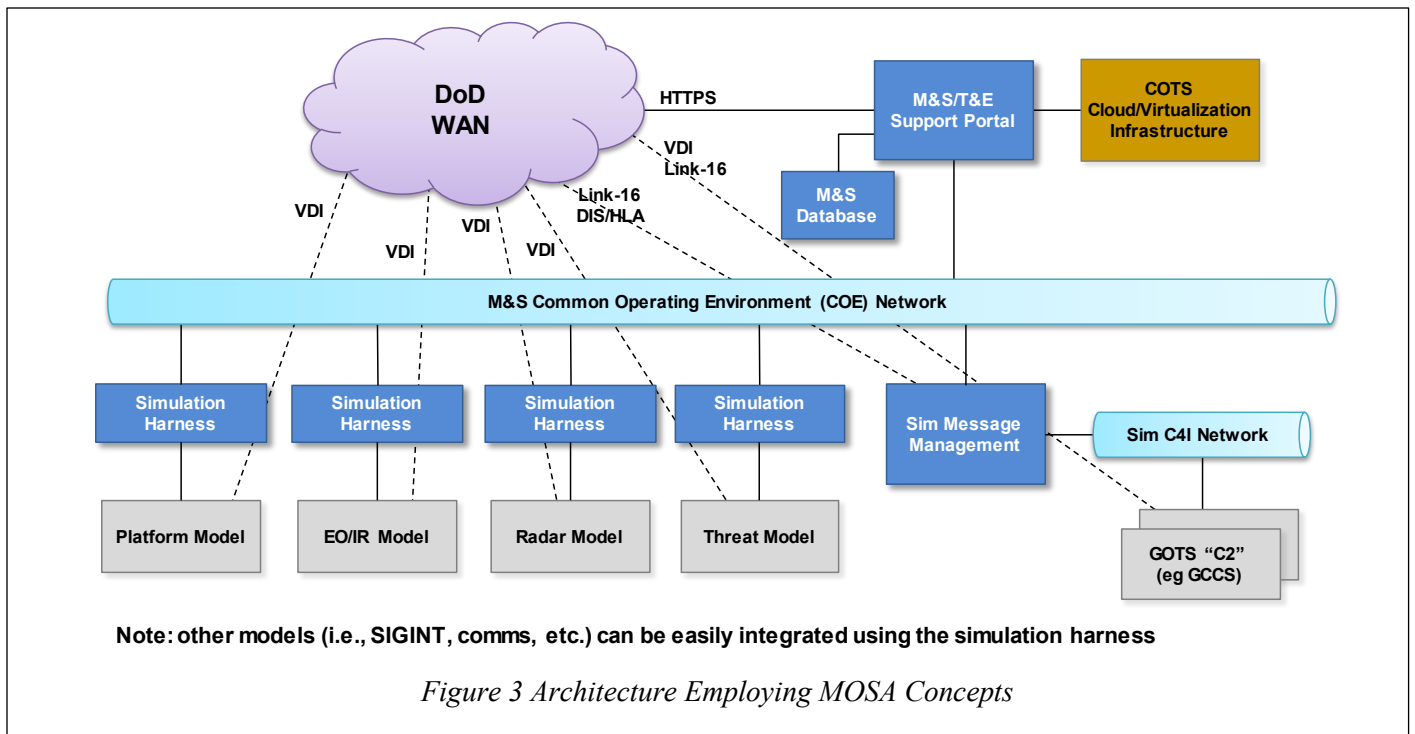 DoD
WAN
HTTPS
M&S/T&E
Support Portal
COTS
Cloud/Virtualization
Infrastructure
VDI
Link-16
M&S
Database
Link-16
DIS/HLA
VDI
VDI
VDI
VDI
M&S Common Operating Environment (COE) Network
Simulation
Harness
Simulation
Harness
Simulation
Harness
Simulation
Harness
Sim Message
Management
Sim C4I Network
Platform Model
EO/IR Model
Radar Model
Threat Model
GOTS “C2”
(eg GCCS)
Note: other models (i.e., SIGINT, comms, etc.) can be easily integrated using the simulation harness
Figure 3 Architecture Employing MOSA Concepts